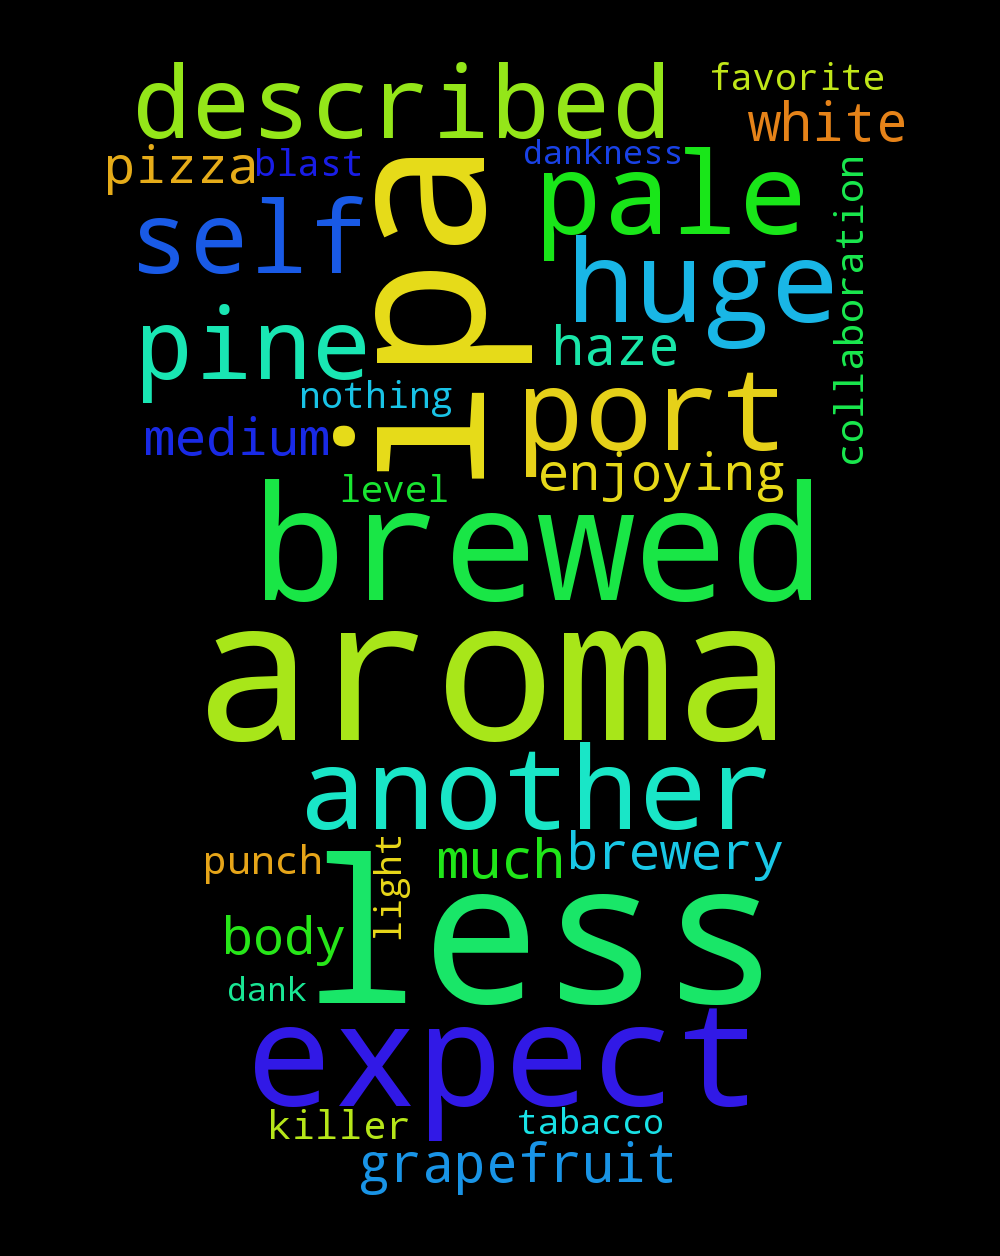 described
favorite
white
pizza
blast
dankness
ipa
pale
self
collaboration
huge
pine
haze
nothing
port
medium
enjoying
level
brewed
aroma
another
punch
light
much
brewery
less
body
dank
expect
killer
tabacco
grapefruit